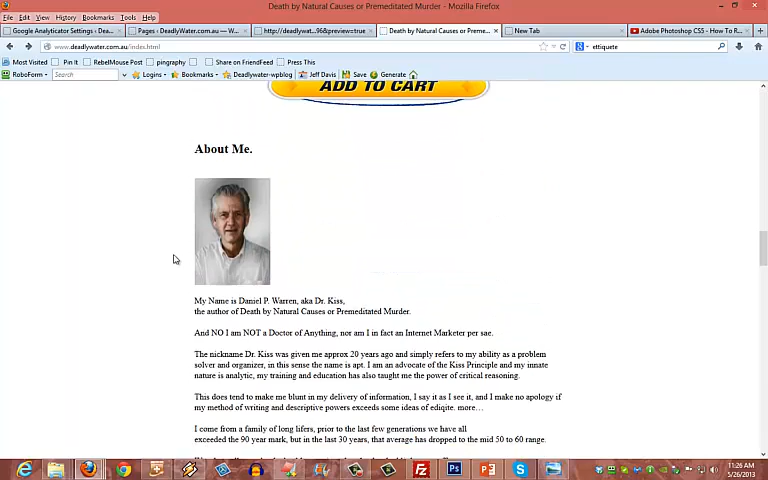 Death by Natural Causes or Premeditated Murder - Mozilla Firefox
File Edit View History Bookmarks Tools Help
Google Analyticator Settings ‹ Dea... Pages ‹ DeadlyWater.com.au — W... http://deadlywat...96&preview=true Death by Natural Causes or Preme... New Tab Adobe Photoshop CS5 - How To R...
www.deadlywater.com.au/index.html ettiquete
Most Visited Pin It RebelMouse Post pingraphy Share on FriendFeed Press This
RoboForm Search Logins Bookmarks Deadlywater-wpblog Jeff Davis Save Generate
ADD TO CART
About Me.
My Name is Daniel P. Warren, aka Dr. Kiss,
the author of Death by Natural Causes or Premeditated Murder.
And NO I am NOT a Doctor of Anything, nor am I in fact an Internet Marketer per sae.
The nickname Dr. Kiss was given me approx 20 years ago and simply refers to my ability as a problem
solver and organizer, in this sense the name is apt. I am an advocate of the Kiss Principle and my innate
nature is analytic, my training and education has also taught me the power of critical reasoning.
This does tend to make me blunt in my delivery of information, I say it as I see it, and I make no apology if
my method of writing and descriptive powers exceeds some ideas of ediqite. more…
I come from a family of long lifers, prior to the last few generations we have all
exceeded the 90 year mark, but in the last 30 years, that average has dropped to the mid 50 to 60 range.
11:26 AM
5/26/2013